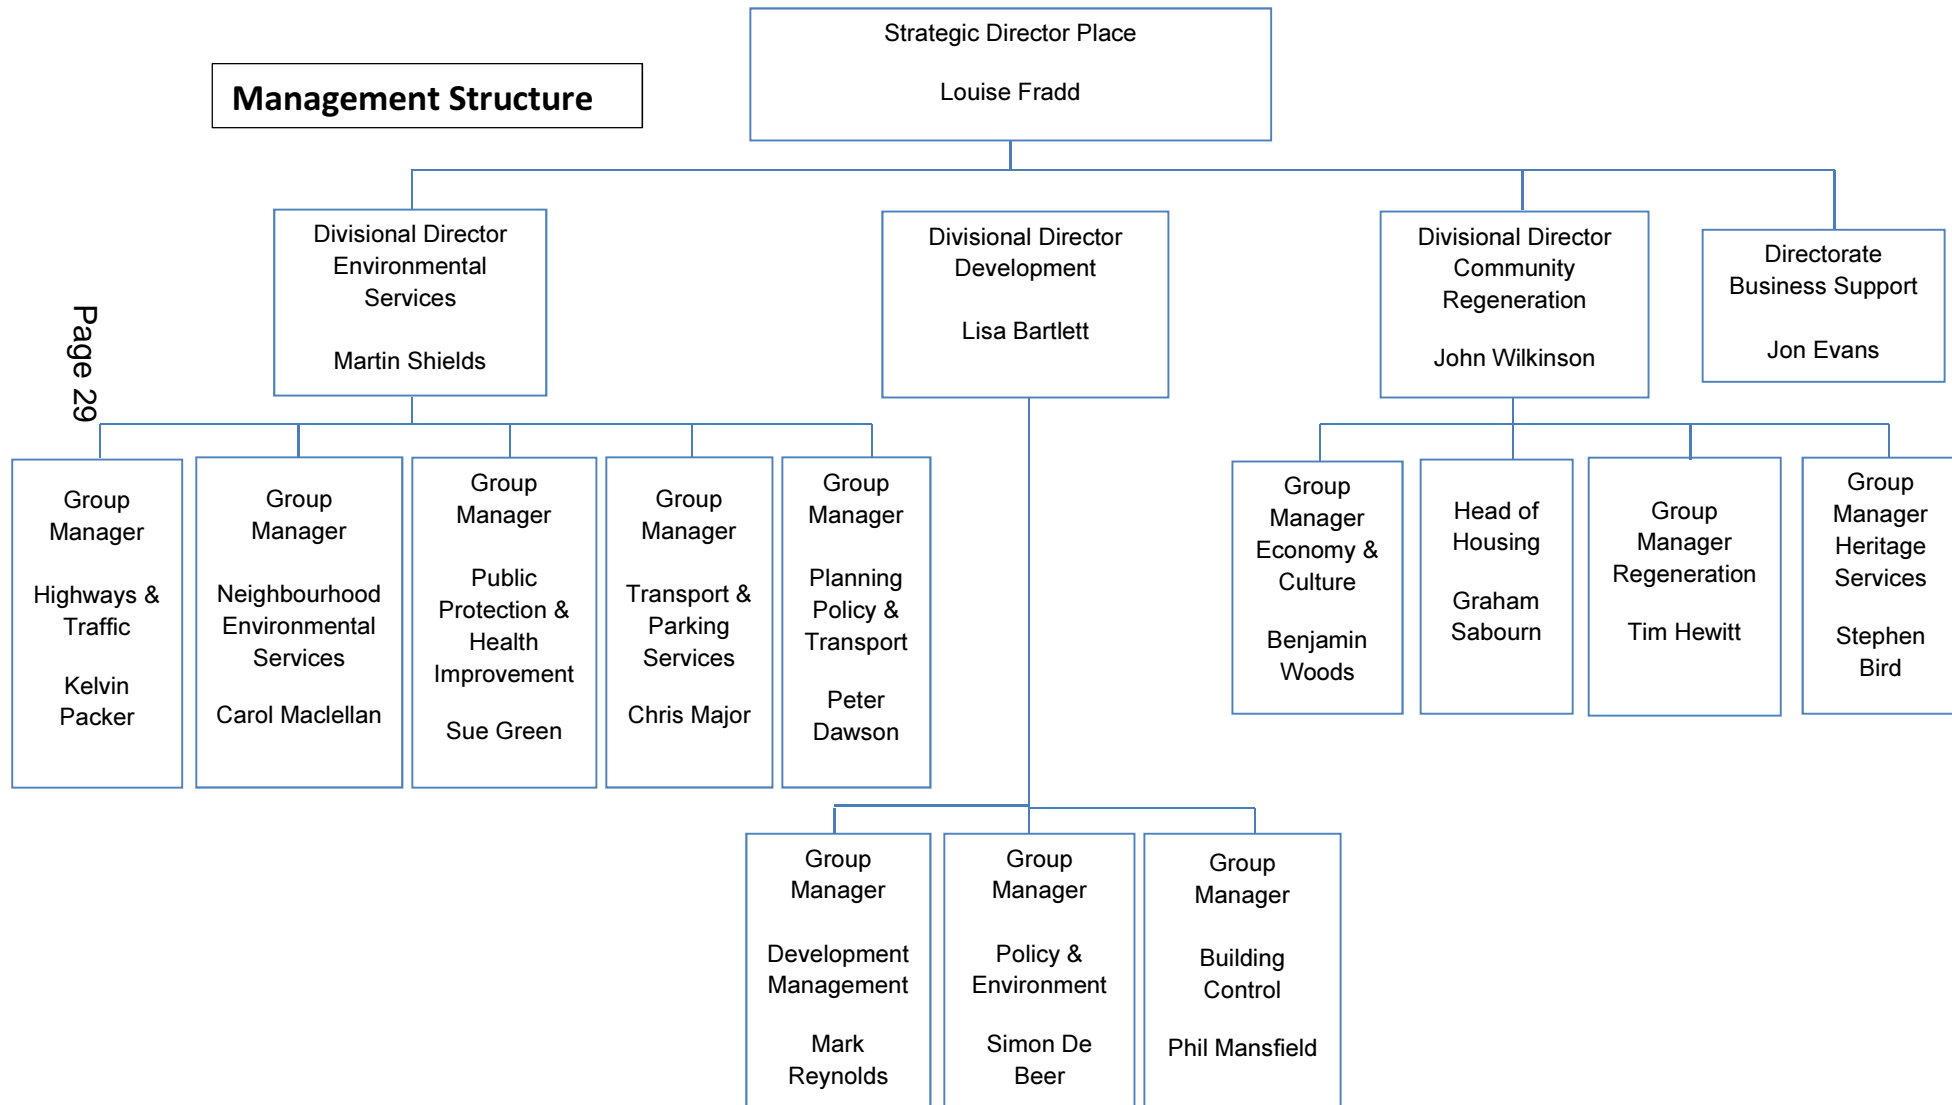 Strategic Director Place
Louise Fradd
Management Structure
Divisional Director
Environmental
Services
Martin Shields
Divisional Director
Development
Lisa Bartlett
Divisional Director
Community
Regeneration
John Wilkinson
Directorate
Business Support
Jon Evans
Page 29
Group
Manager
Highways &
Traffic
Kelvin
Packer
Group
Manager
Neighbourhood
Environmental
Services
Carol Maclellan
Group
Manager
Public
Protection &
Health
Improvement
Sue Green
Group
Manager
Transport &
Parking
Services
Chris Major
Group
Manager
Planning
Policy &
Transport
Peter
Dawson
Group
Manager
Economy &
Culture
Benjamin
Woods
Head of
Housing
Graham
Sabourn
Group
Manager
Regeneration
Tim Hewitt
Group
Manager
Heritage
Services
Stephen
Bird
Group
Manager
Development
Management
Mark
Reynolds
Group
Manager
Policy &
Environment
Simon De
Beer
Group
Manager
Building
Control
Phil Mansfield